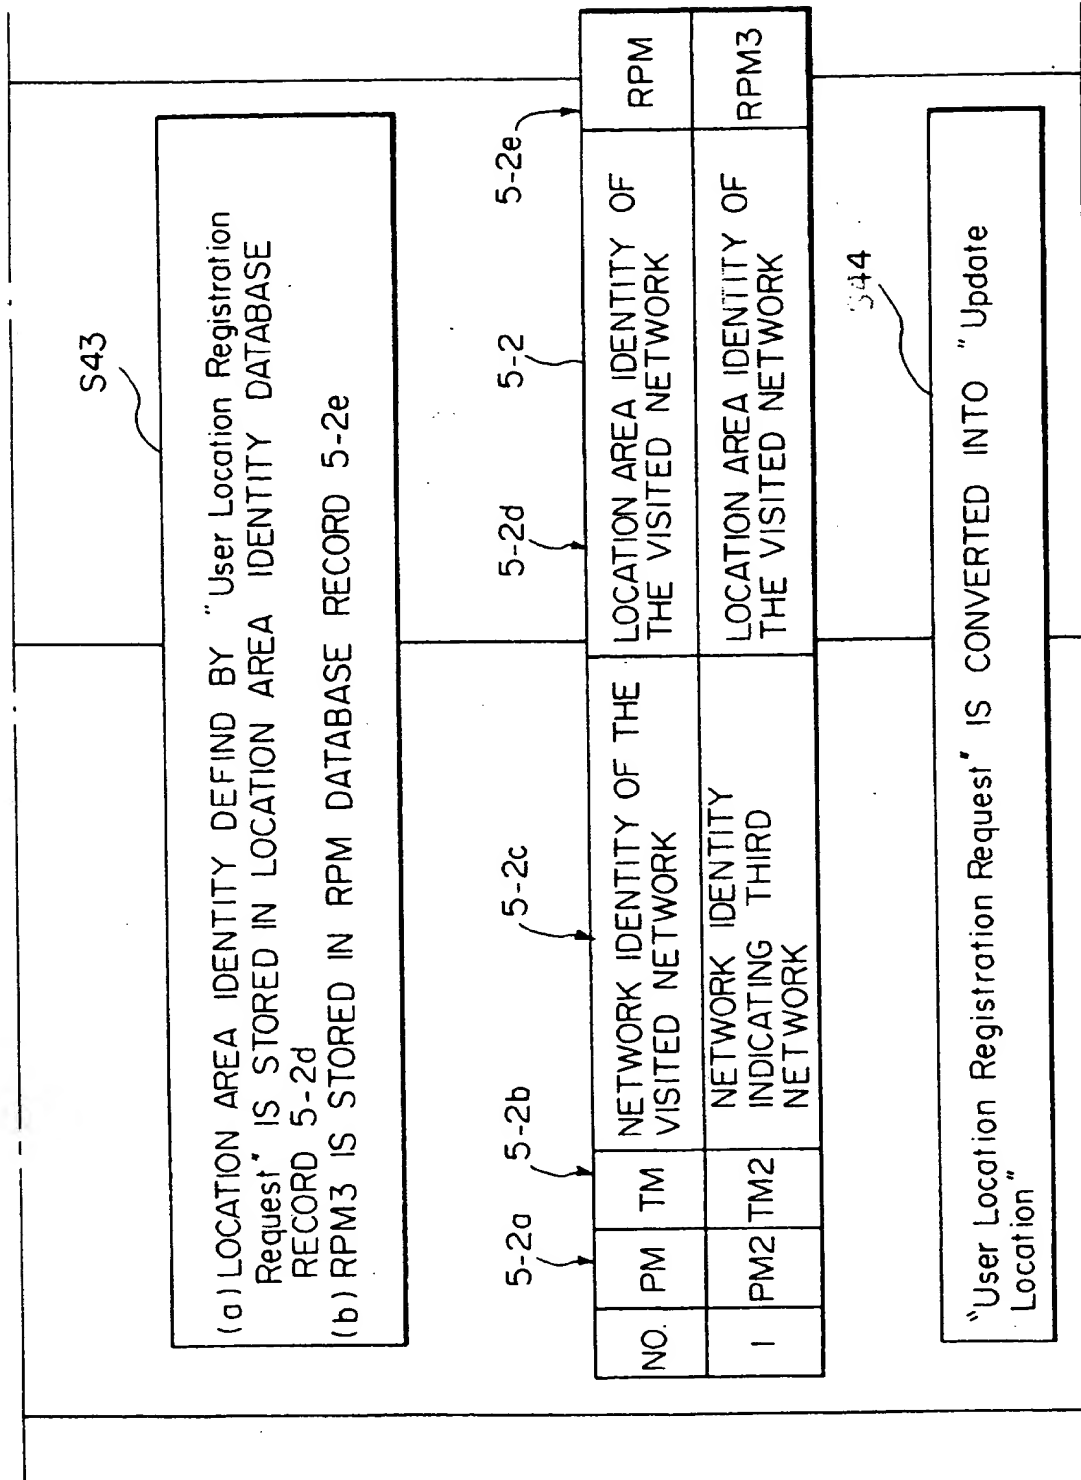 S43
(a) LOCATION AREA IDENTITY DEFIND BY "User Location Registration
Request" IS STORED IN LOCATION AREA IDENTITY DATABASE
RECORD 5-2d
(b) RPM3 IS STORED IN RPM DATABASE RECORD 5-2e
5-2a
5-2b
5-2c
5-2d
5-2
5-2e
NO. PM TM NETWORK IDENTITY OF THE
VISITED NETWORK
LOCATION AREA IDENTITY OF
THE VISITED NETWORK
RPM
1 PM2 TM2 NETWORK IDENTITY
INDICATING THIRD
NETWORK
LOCATION AREA IDENTITY OF
THE VISITED NETWORK
RPM3
S44
"User Location Registration Request" IS CONVERTED INTO "Update
Location"